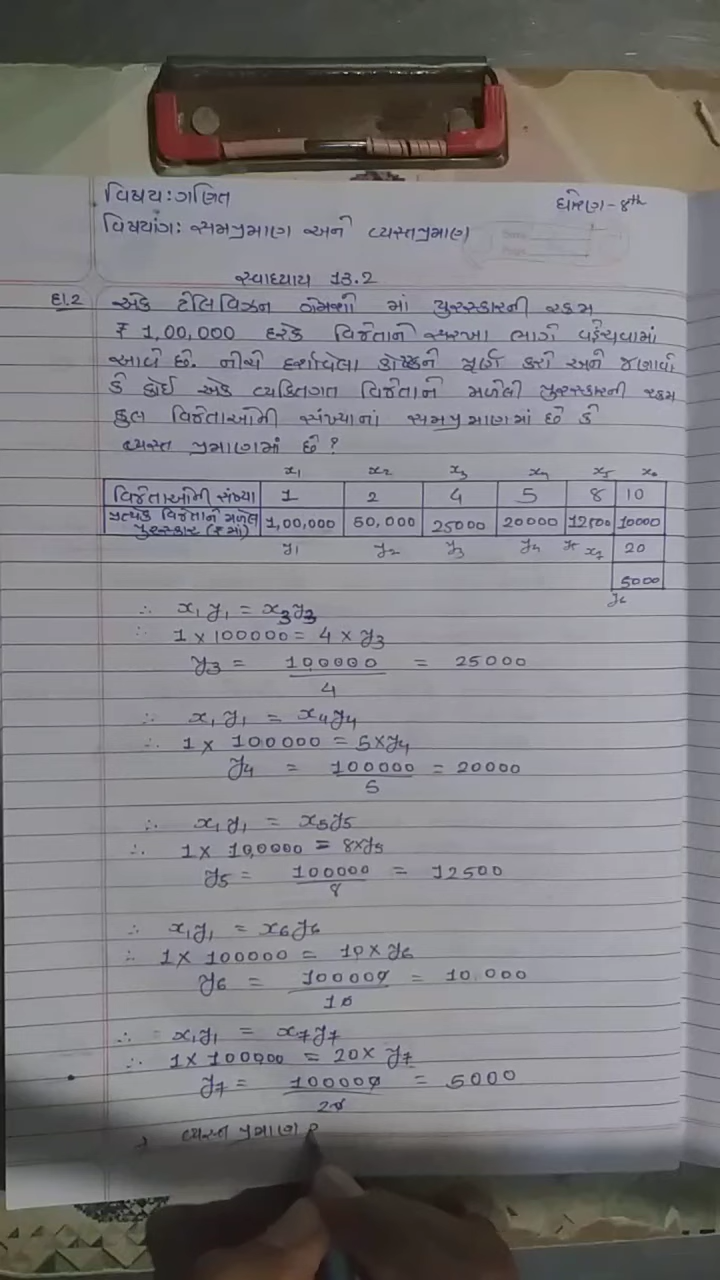 વિષય: ગણિત
ધોરણ - 8th
વિષયાંગ: સમપ્રમાણ અને વ્યસ્તપ્રમાણ
સ્વાધ્યાય 13.2
દા.2 એક ટેલિવિઝન ગેમશો માં પુરસ્કારની રકમ
₹ 1,00,000 દરેક વિજેતાને સરખા ભાગે વહેંચવામાં
આવે છે. નીચે દર્શાવેલા કોષ્ટકને પૂર્ણ કરો અને જણાવો
કે કોઈ એક વ્યક્તિગત વિજેતાને મળેલી પુરસ્કારની રકમ
કુલ વિજેતાઓની સંખ્યાનાં સમપ્રમાણમાં છે કે
વ્યસ્ત પ્રમાણમાં છે ?
x₁ x₂ x₃ x₄ x₅ x₆
વિજેતાઓની સંખ્યા 1 2 4 5 8 10
પ્રત્યેક વિજેતાને મળેલ પુરસ્કાર (₹ માં) 1,00,000 50,000 25000 20000 12500 10000
y₁ y₂ y₃ y₄ x₇ 20
5000
∴ x₁y₁ = x₃y₃
∴ 1 × 100000 = 4 × y₃
y₃ = 100000 / 4 = 25000
∴ x₁y₁ = x₄y₄
∴ 1 × 100000 = 5×y₄
y₄ = 100000 / 5 = 20000
∴ x₁y₁ = x₅y₅
∴ 1 × 100000 = 8×y₅
y₅ = 100000 / 8 = 12500
∴ x₁y₁ = x₆y₆
∴ 1 × 100000 = 10×y₆
y₆ = 100000 / 10 = 10,000
∴ x₁y₁ = x₇y₇
∴ 1 × 100000 = 20× y₇
y₇ = 100000 / 20 = 5000
વ્યસ્ત પ્રમાણ